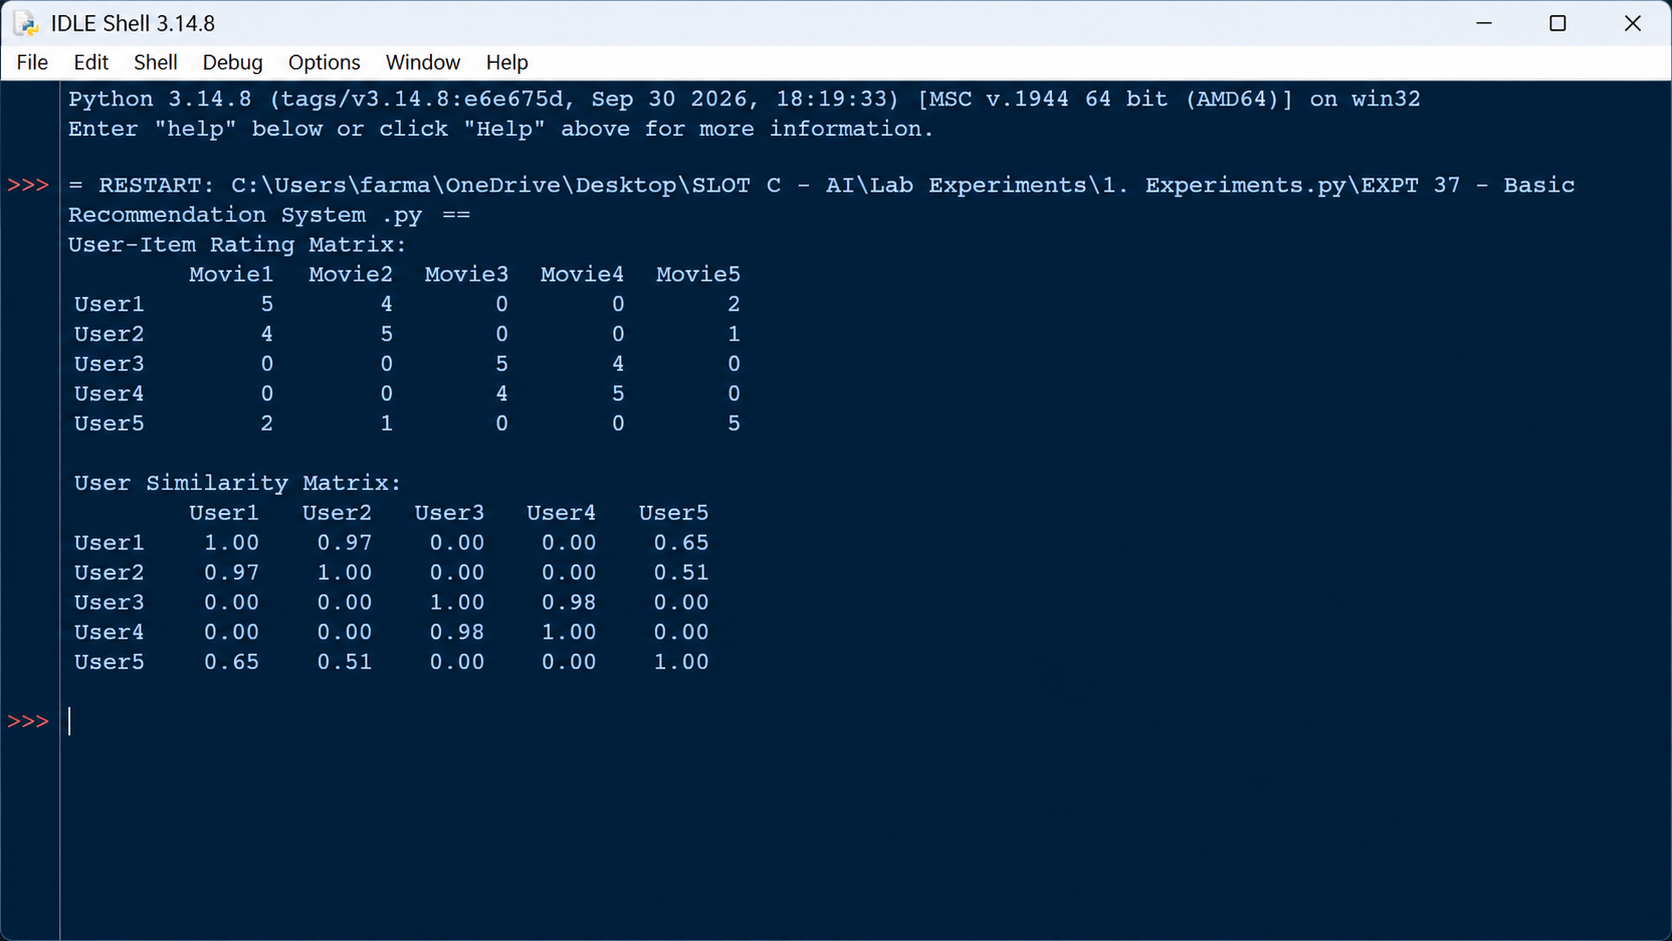 IDLE Shell 3.14.8
File Edit Shell Debug Options Window Help
Python 3.14.8 (tags/v3.14.8:e6e675d, Sep 30 2026, 18:19:33) [MSC v.1944 64 bit (AMD64)] on win32
Enter "help" below or click "Help" above for more information.
>>> = RESTART: C:\Users\farma\OneDrive\Desktop\SLOT C - AI\Lab Experiments\1. Experiments.py\EXPT 37 - Basic
Recommendation System .py ==
User-Item Rating Matrix:
Movie1 Movie2 Movie3 Movie4 Movie5
User1 5 4 0 0 2
User2 4 5 0 0 1
User3 0 0 5 4 0
User4 0 0 4 5 0
User5 2 1 0 0 5
User Similarity Matrix:
User1 User2 User3 User4 User5
User1 1.00 0.97 0.00 0.00 0.65
User2 0.97 1.00 0.00 0.00 0.51
User3 0.00 0.00 1.00 0.98 0.00
User4 0.00 0.00 0.98 1.00 0.00
User5 0.65 0.51 0.00 0.00 1.00
>>>